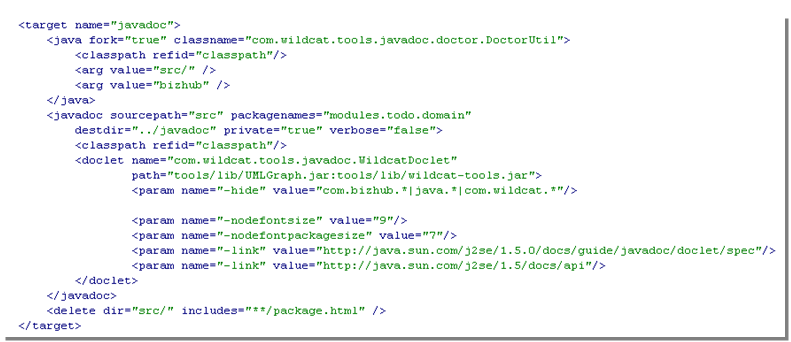 <target name="javadoc">
<java fork="true" classname="com.wildcat.tools.javadoc.doctor.DoctorUtil">
<classpath refid="classpath"/>
<arg value="src/" />
<arg value="bizhub" />
</java>
<javadoc sourcepath="src" packagenames="modules.todo.domain"
destdir="../javadoc" private="true" verbose="false">
<classpath refid="classpath"/>
<doclet name="com.wildcat.tools.javadoc.WildcatDoclet"
path="tools/lib/UMLGraph.jar:tools/lib/wildcat-tools.jar">
<param name="-hide" value="com.bizhub.*|java.*|com.wildcat.*"/>
<param name="-nodefontsize" value="9"/>
<param name="-nodefontpackagesize" value="7"/>
<param name="-link" value="http://java.sun.com/j2se/1.5.0/docs/guide/javadoc/doclet/spec"/>
<param name="-link" value="http://java.sun.com/j2se/1.5/docs/api"/>
</doclet>
</javadoc>
<delete dir="src/" includes="**/package.html" />
</target>